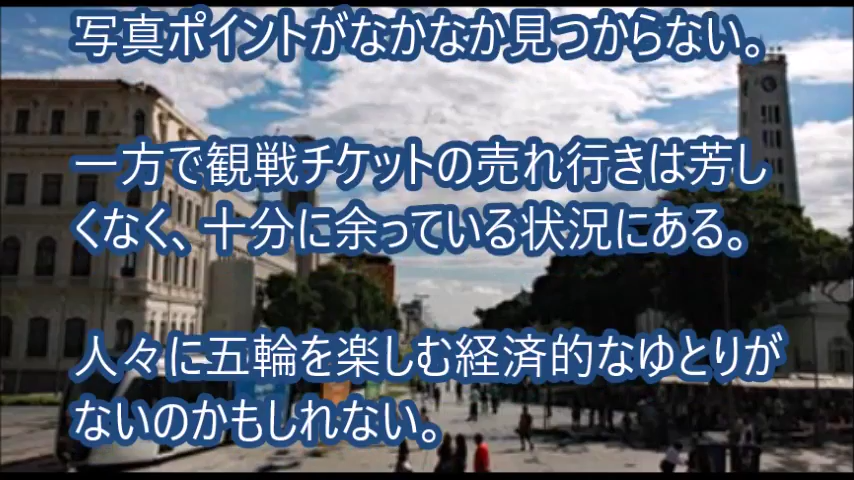 写真ポイントがなかなか見つからない。
一方で観戦チケットの売れ行きは芳し
くなく、十分に余っている状況にある。
人々に五輪を楽しむ経済的なゆとりが
ないのかもしれない。